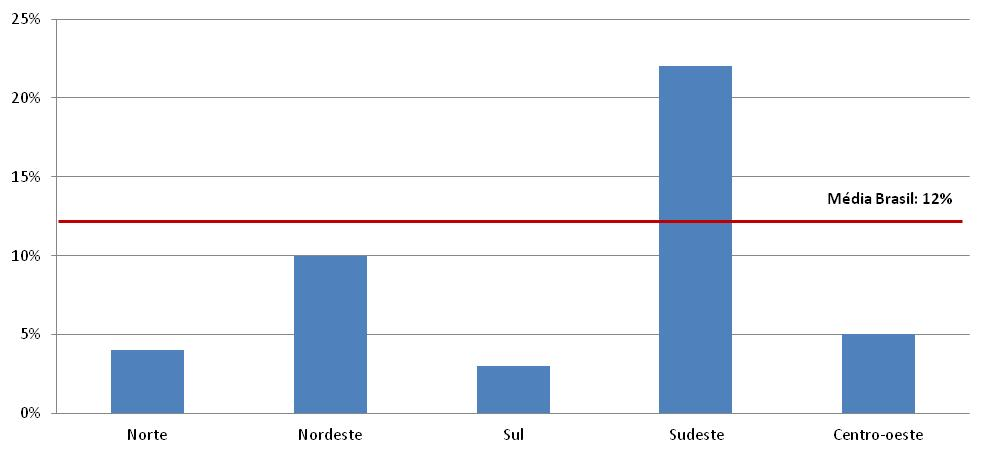 25%
20%
15%
Média Brasil: 12%
10%
5%
0%
Norte
Nordeste
Sul
Sudeste
Centro-oeste